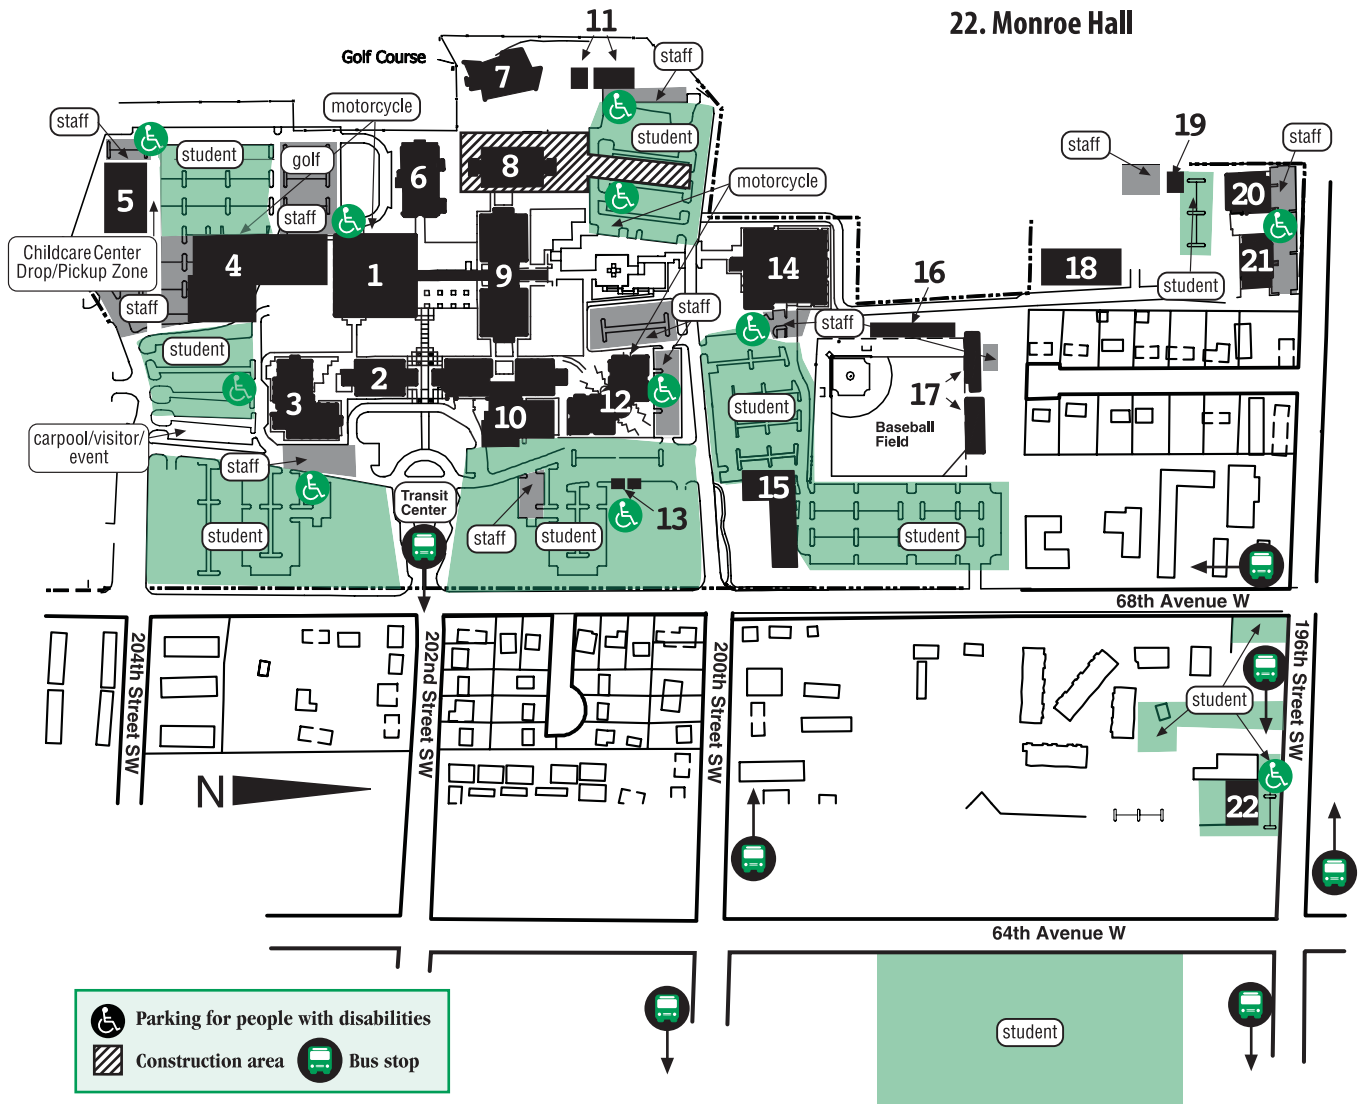 22. Monroe Hall
11
Golf Course
7
staff
motorcycle
staff
student
golf
student
6
8
19
staff
staff
motorcycle
5
staff
20
Childcare Center
Drop/Pickup Zone
4
1
9
14
16
18
21
student
staff
staff
staff
student
2
3
10
12
17
student
Baseball
Field
carpool/visitor/
event
staff
15
Transit
Center
13
student
staff
student
student
68th Avenue W
204th Street SW
202nd Street SW
200th Street SW
196th Street SW
student
N
22
64th Avenue W
student
Parking for people with disabilities
Construction area
Bus stop